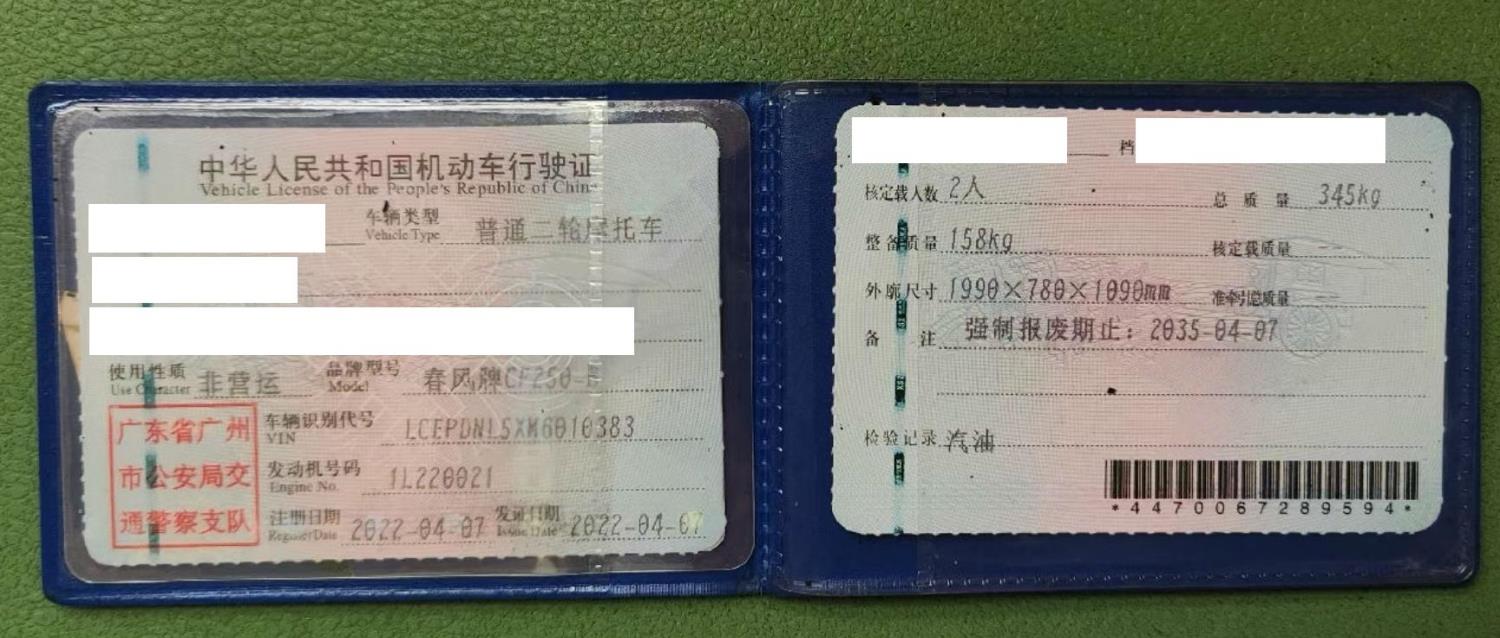 中华人民共和国机动车行驶证
Vehicle License of the People's Republic of China
车辆类型 普通二轮摩托车
Vehicle Type
使用性质 非营运 品牌型号 春风牌CF250-
Use Character Model
广东省广州
市公安局交
通警察支队
车辆识别代号 LCEPDNL5XM6010383
VIN
发动机号码 1L220021
Engine No.
注册日期 2022-04-07 发证日期 2022-04-07
Register Date Issue Date
档
核定载人数 2人 总质量 345kg
整备质量 158kg 核定载质量 --
外廓尺寸 1990×780×1090mm 准牵引总质量 --
备注 强制报废期止：2035-04-07
检验记录 汽油
*4470067289594*